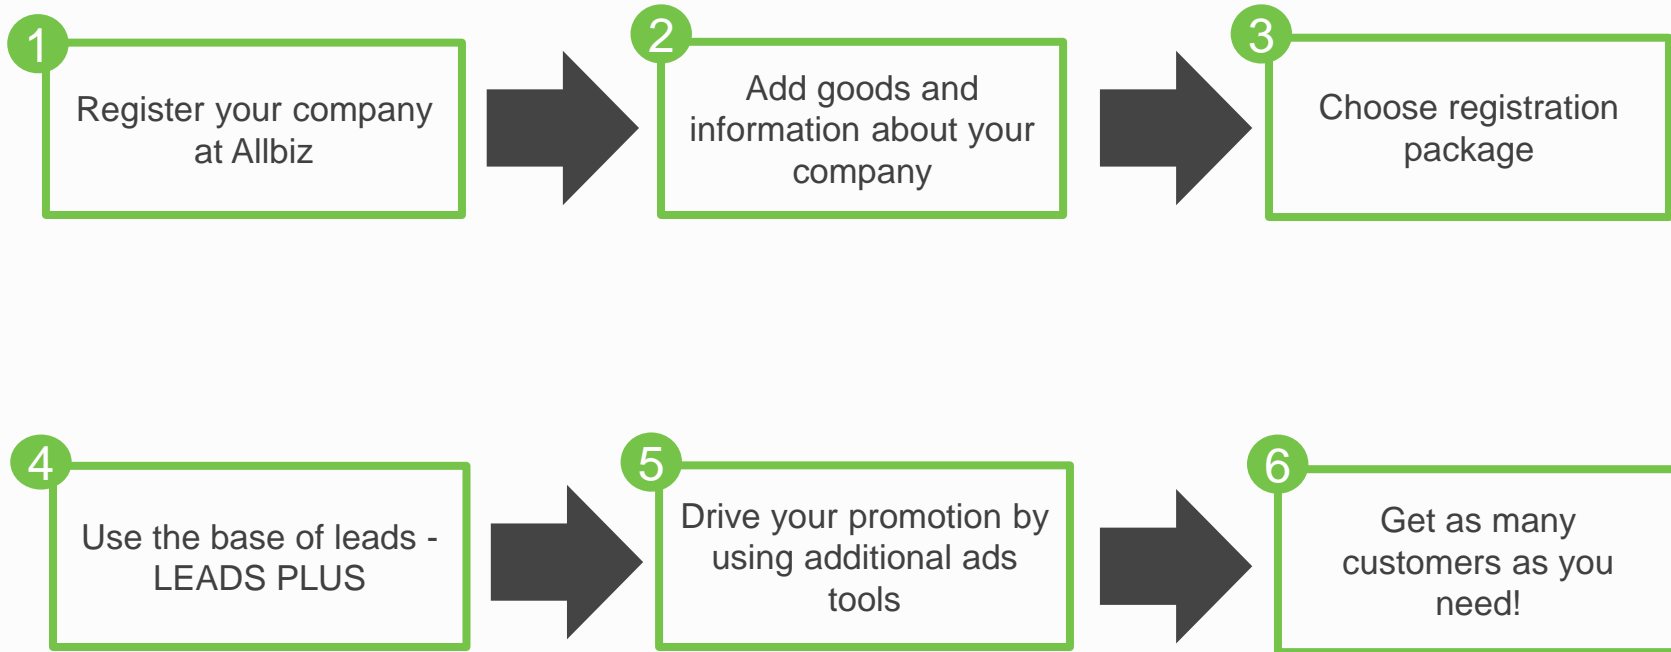 1
Register your company
at Allbiz
2
Add goods and
information about your
company
3
Choose registration
package
4
Use the base of leads -
LEADS PLUS
5
Drive your promotion by
using additional ads
tools
6
Get as many
customers as you
need!